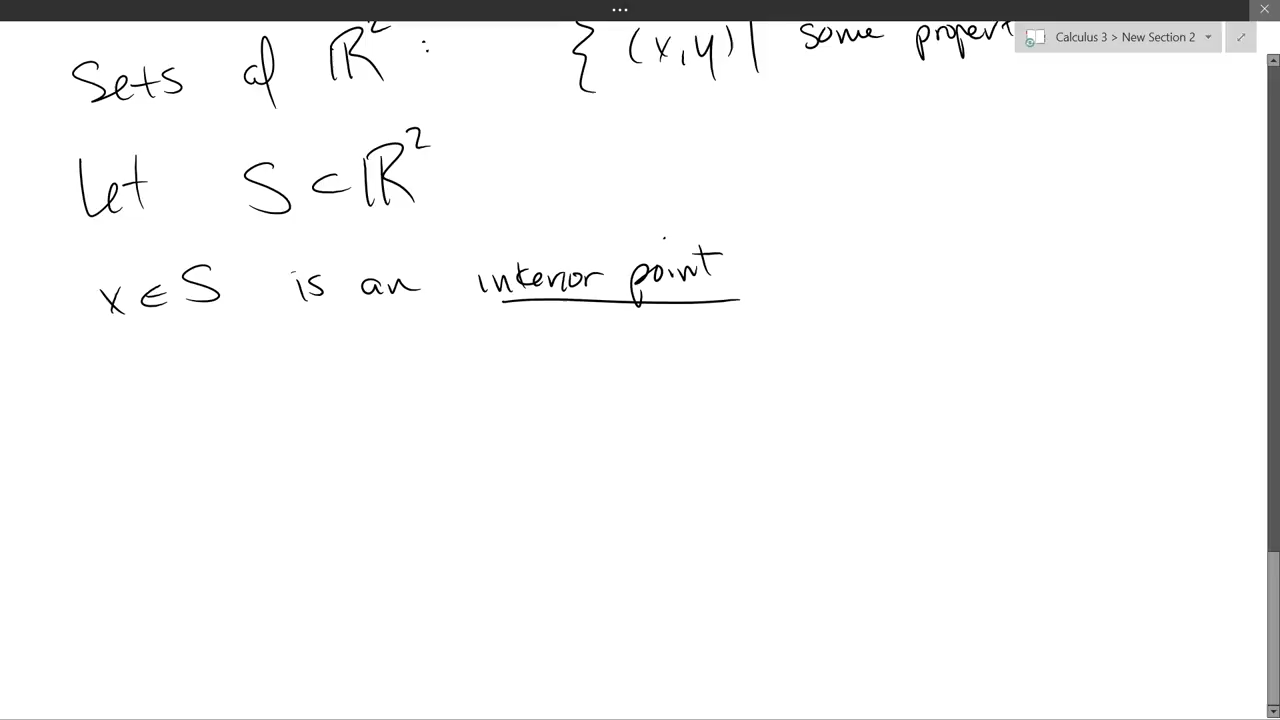 ...
Calculus 3 > New Section 2
Sets of ℝ² : { (x,y) | some propert
Let S ⊂ ℝ²
x ∈ S is an interior point